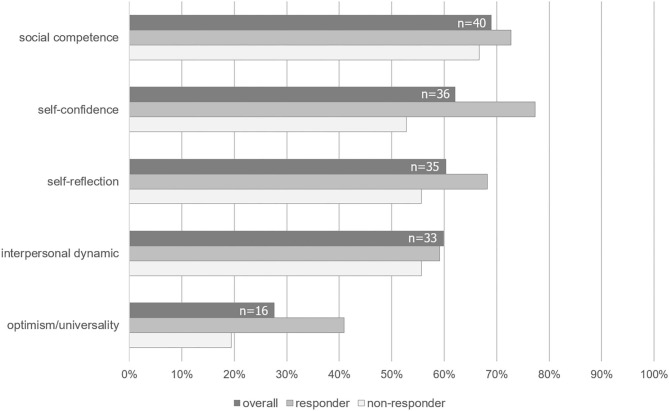 social competence
n=40
self-confidence
n=36
self-reflection
n=35
interpersonal dynamic
n=33
optimism/universality
n=16
0% 10% 20% 30% 40% 50% 60% 70% 80% 90% 100%
overall responder non-responder